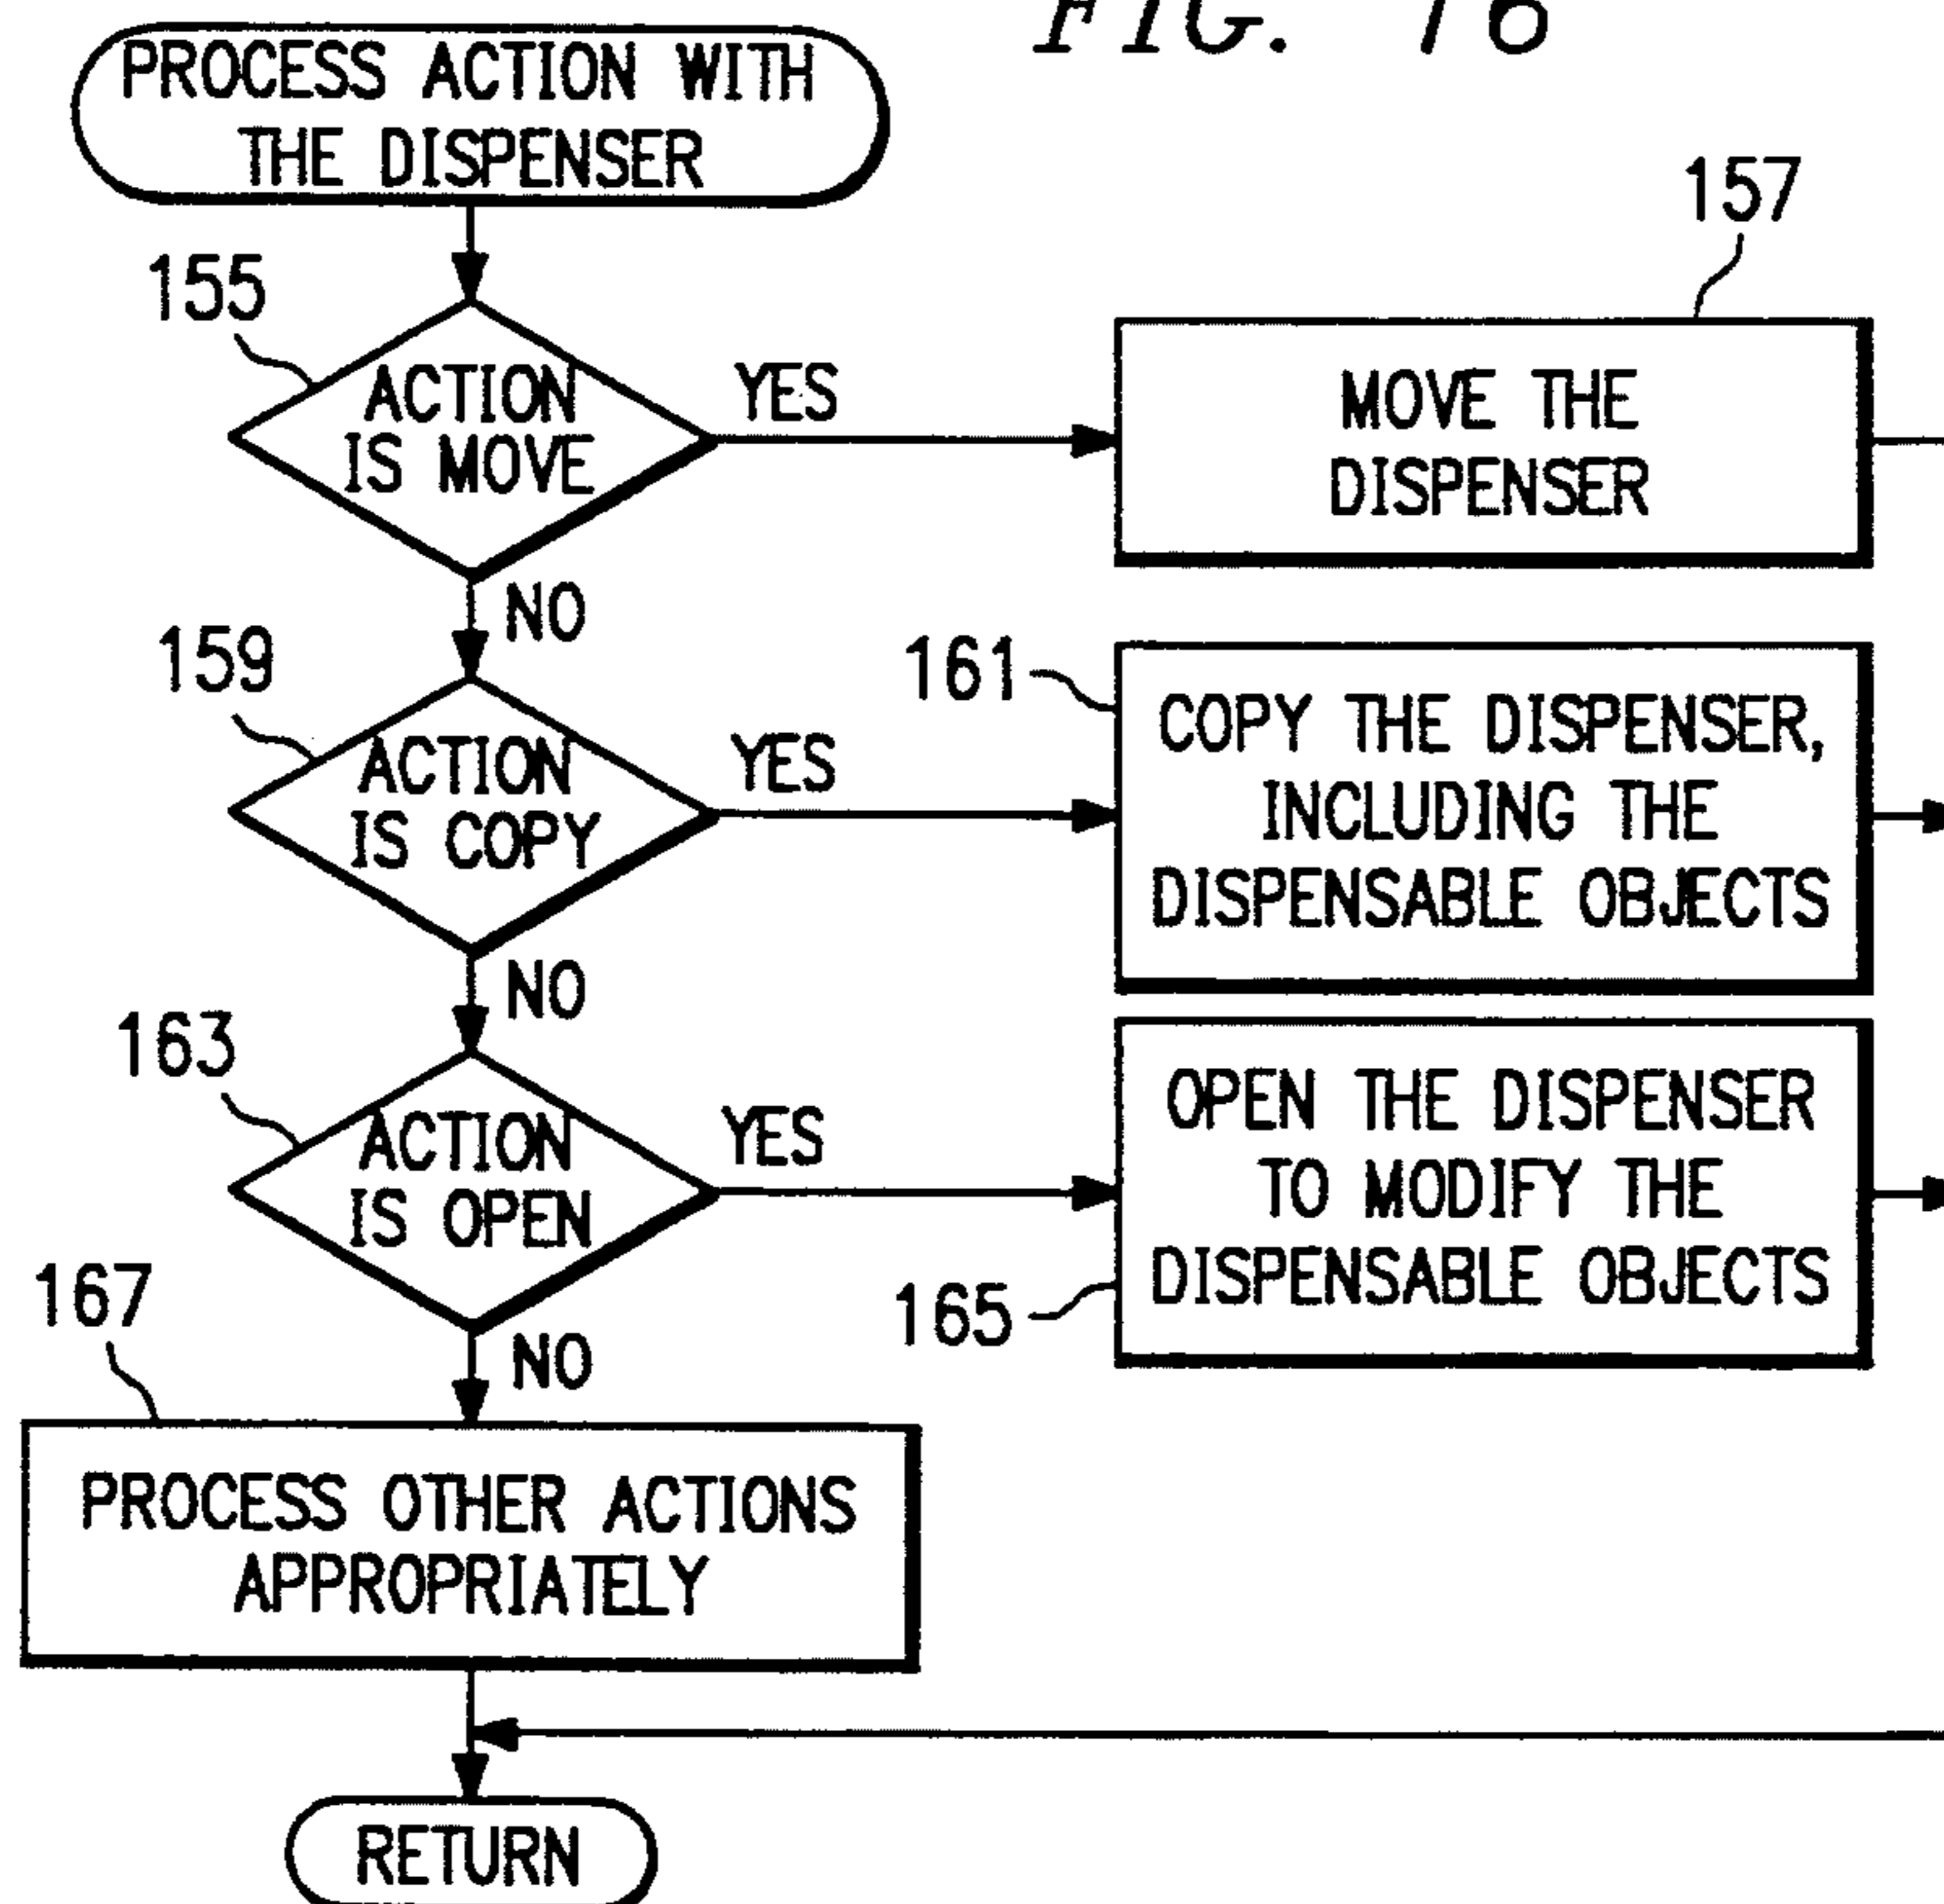 FIG. 16
PROCESS ACTION WITH
THE DISPENSER
155
ACTION
IS MOVE
YES
157
MOVE THE
DISPENSER
NO
159
ACTION
IS COPY
YES
161
COPY THE DISPENSER,
INCLUDING THE
DISPENSABLE OBJECTS
NO
163
ACTION
IS OPEN
YES
165
OPEN THE DISPENSER
TO MODIFY THE
DISPENSABLE OBJECTS
NO
167
PROCESS OTHER ACTIONS
APPROPRIATELY
RETURN